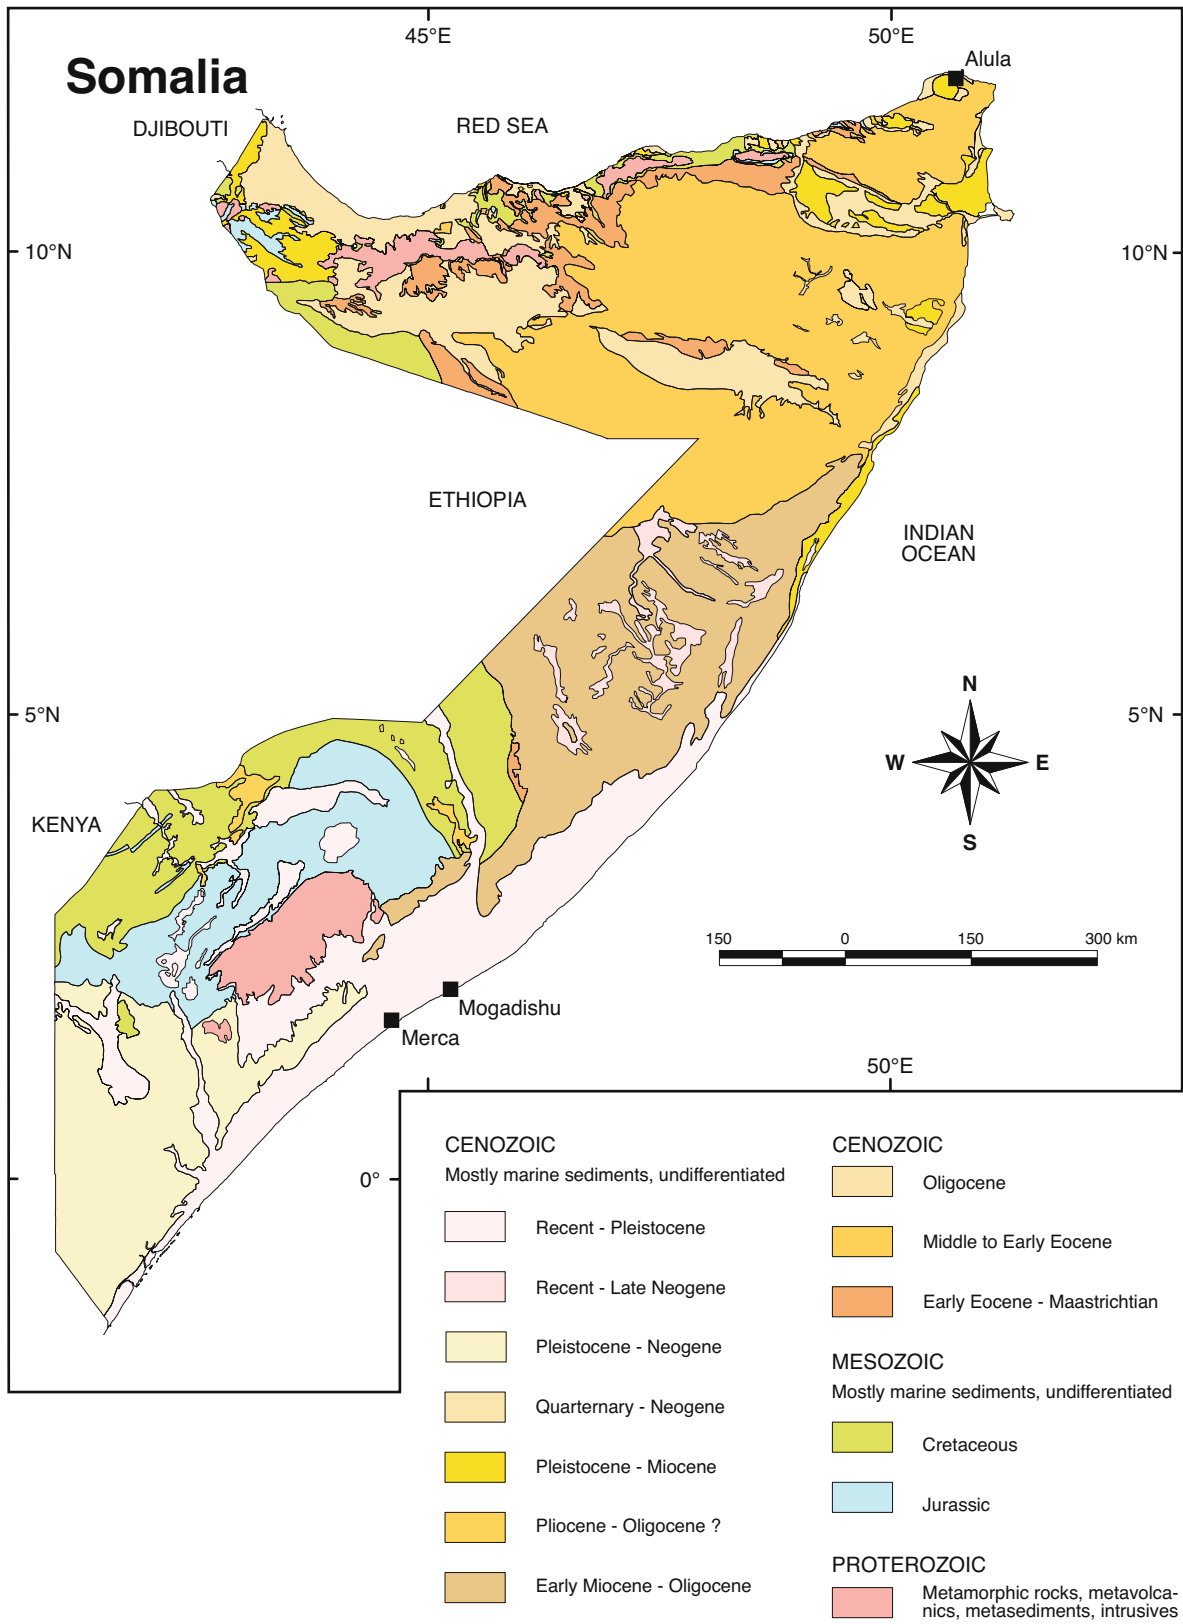 45°E
50°E
Somalia
Alula
DJIBOUTI
RED SEA
10°N
10°N
ETHIOPIA
INDIAN
OCEAN
N
5°N
5°N
W
E
S
KENYA
150
0
150
300 km
Mogadishu
Merca
50°E
0°
CENOZOIC
Mostly marine sediments, undifferentiated
Recent - Pleistocene
Recent - Late Neogene
Pleistocene - Neogene
Quarternary - Neogene
Pleistocene - Miocene
Pliocene - Oligocene ?
Early Miocene - Oligocene
CENOZOIC
Oligocene
Middle to Early Eocene
Early Eocene - Maastrichtian
MESOZOIC
Mostly marine sediments, undifferentiated
Cretaceous
Jurassic
PROTEROZOIC
Metamorphic rocks, metavolca-
nics, metasediments, intrusives